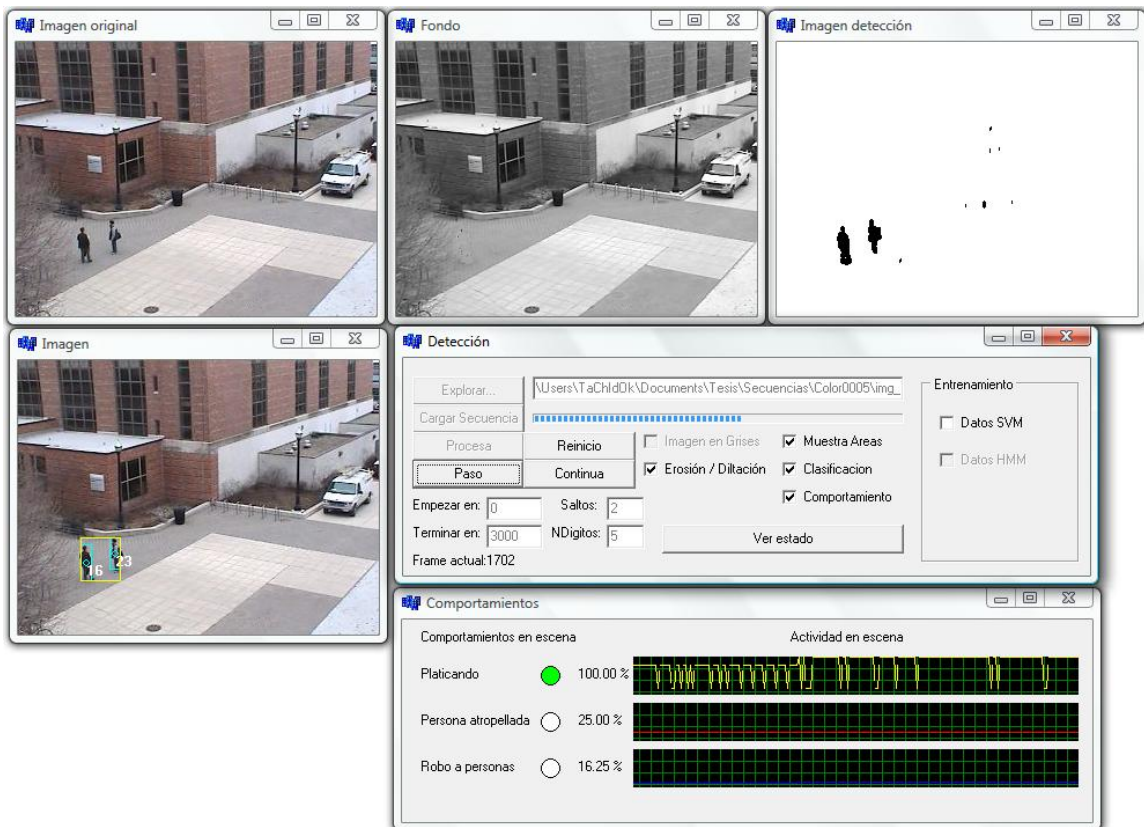 Imagen original
Fondo
Imagen detección
Imagen
16
23
Detección
Explorar...
\Users\TaChIdOk\Documents\Tesis\Secuencias\Color0005\img_
Cargar Secuencia
Procesa
Reinicio
Imagen en Grises
Muestra Areas
Paso
Continua
Erosión / Diltación
Clasificacion
Comportamiento
Empezar en: 0
Saltos: 2
Terminar en: 3000
NDigitos: 5
Ver estado
Frame actual:1702
Entrenamiento
Datos SVM
Datos HMM
Comportamientos
Comportamientos en escena
Actividad en escena
Platicando
100.00 %
Persona atropellada
25.00 %
Robo a personas
16.25 %